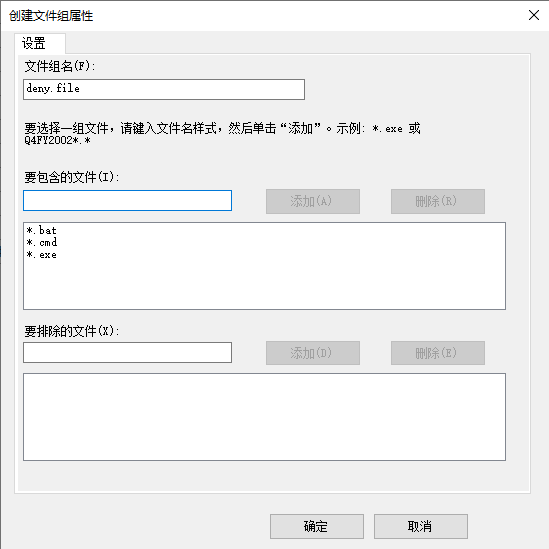 创建文件组属性
设置
文件组名(F):
deny.file
要选择一组文件，请键入文件名样式，然后单击“添加”。示例: *.exe 或
Q4FY2002*.*
要包含的文件(I):
添加(A)
删除(R)
*.bat
*.cmd
*.exe
要排除的文件(X):
添加(D)
删除(E)
确定
取消